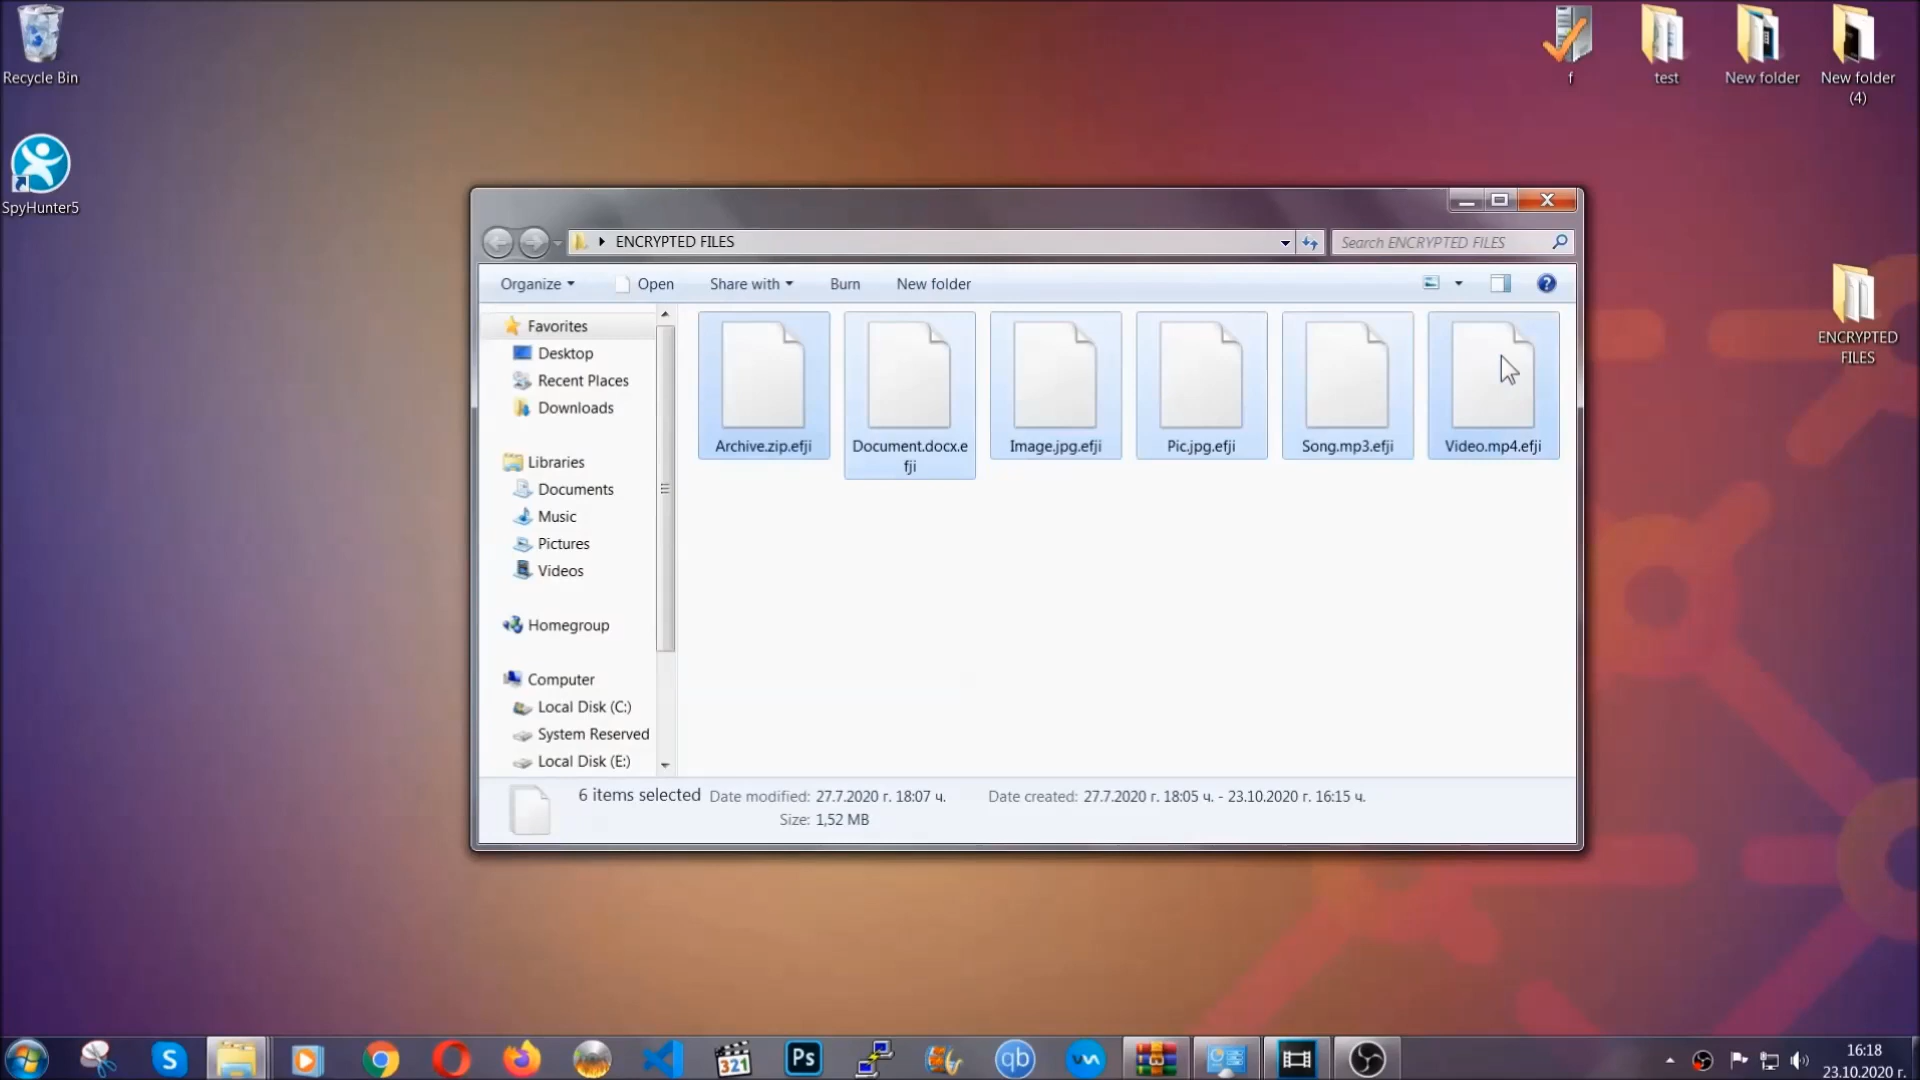 Recycle Bin
SpyHunter5
f
test
New folder
New folder
(4)
ENCRYPTED
FILES
ENCRYPTED FILES
Search ENCRYPTED FILES
Organize
Open
Share with
Burn
New folder
Favorites
Desktop
Recent Places
Downloads
Libraries
Documents
Music
Pictures
Videos
Homegroup
Computer
Local Disk (C:)
System Reserved
Local Disk (E:)
Archive.zip.efji
Document.docx.e
fji
Image.jpg.efji
Pic.jpg.efji
Song.mp3.efji
Video.mp4.efji
6 items selected
Date modified: 27.7.2020 г. 18:07 ч.
Date created: 27.7.2020 г. 18:05 ч. - 23.10.2020 г. 16:15 ч.
Size: 1,52 MB
S
321
Ps
qb
16:18
23.10.2020 г.